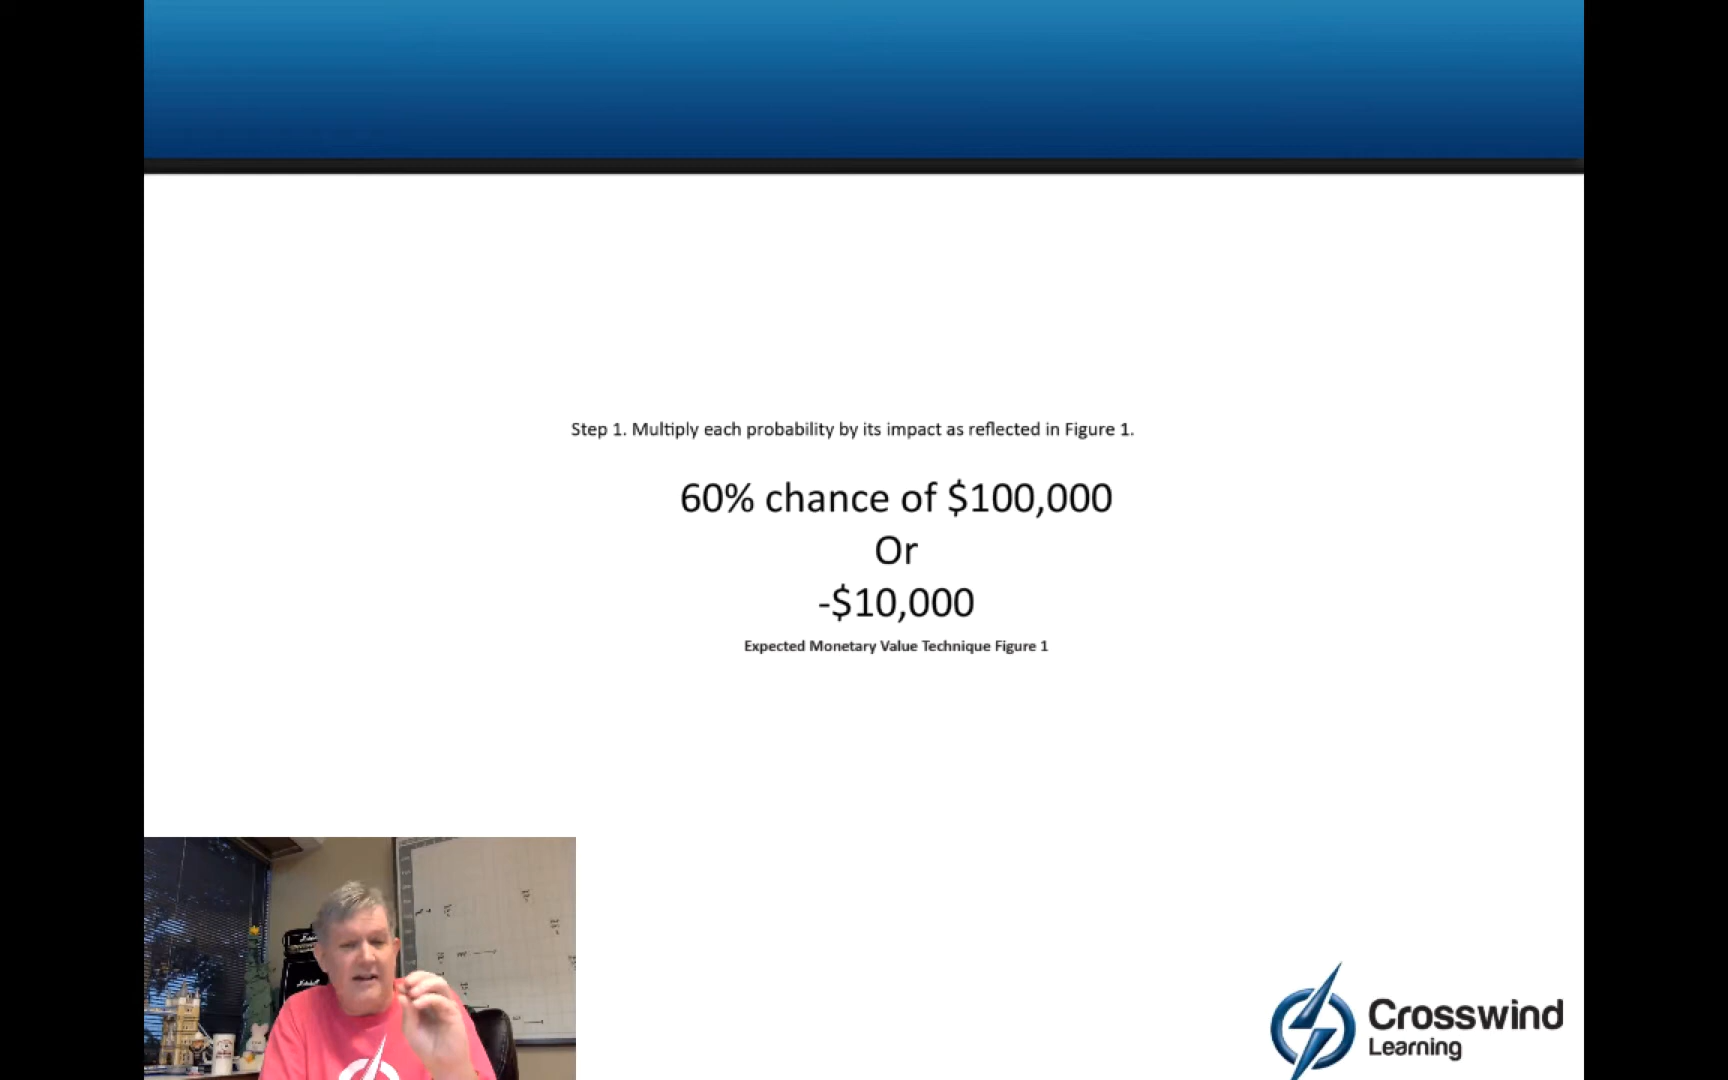 Step 1. Multiply each probability by its impact as reflected in Figure 1.
60% chance of $100,000
Or
-$10,000
Expected Monetary Value Technique Figure 1
Crosswind
Learning